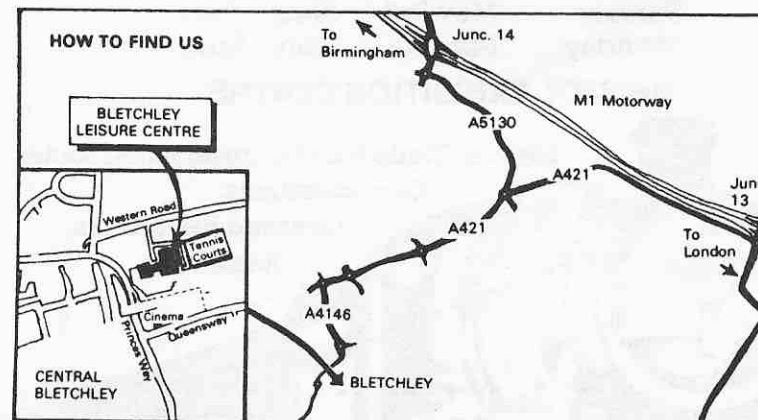 HOW TO FIND US
BLETCHLEY
LEISURE CENTRE
Western Road
Tennis
Courts
Cinema
Queensway
Princes Way
CENTRAL
BLETCHLEY
To
Birmingham
Junc. 14
M1 Motorway
A5130
A421
A421
A4146
BLETCHLEY
13
To
London